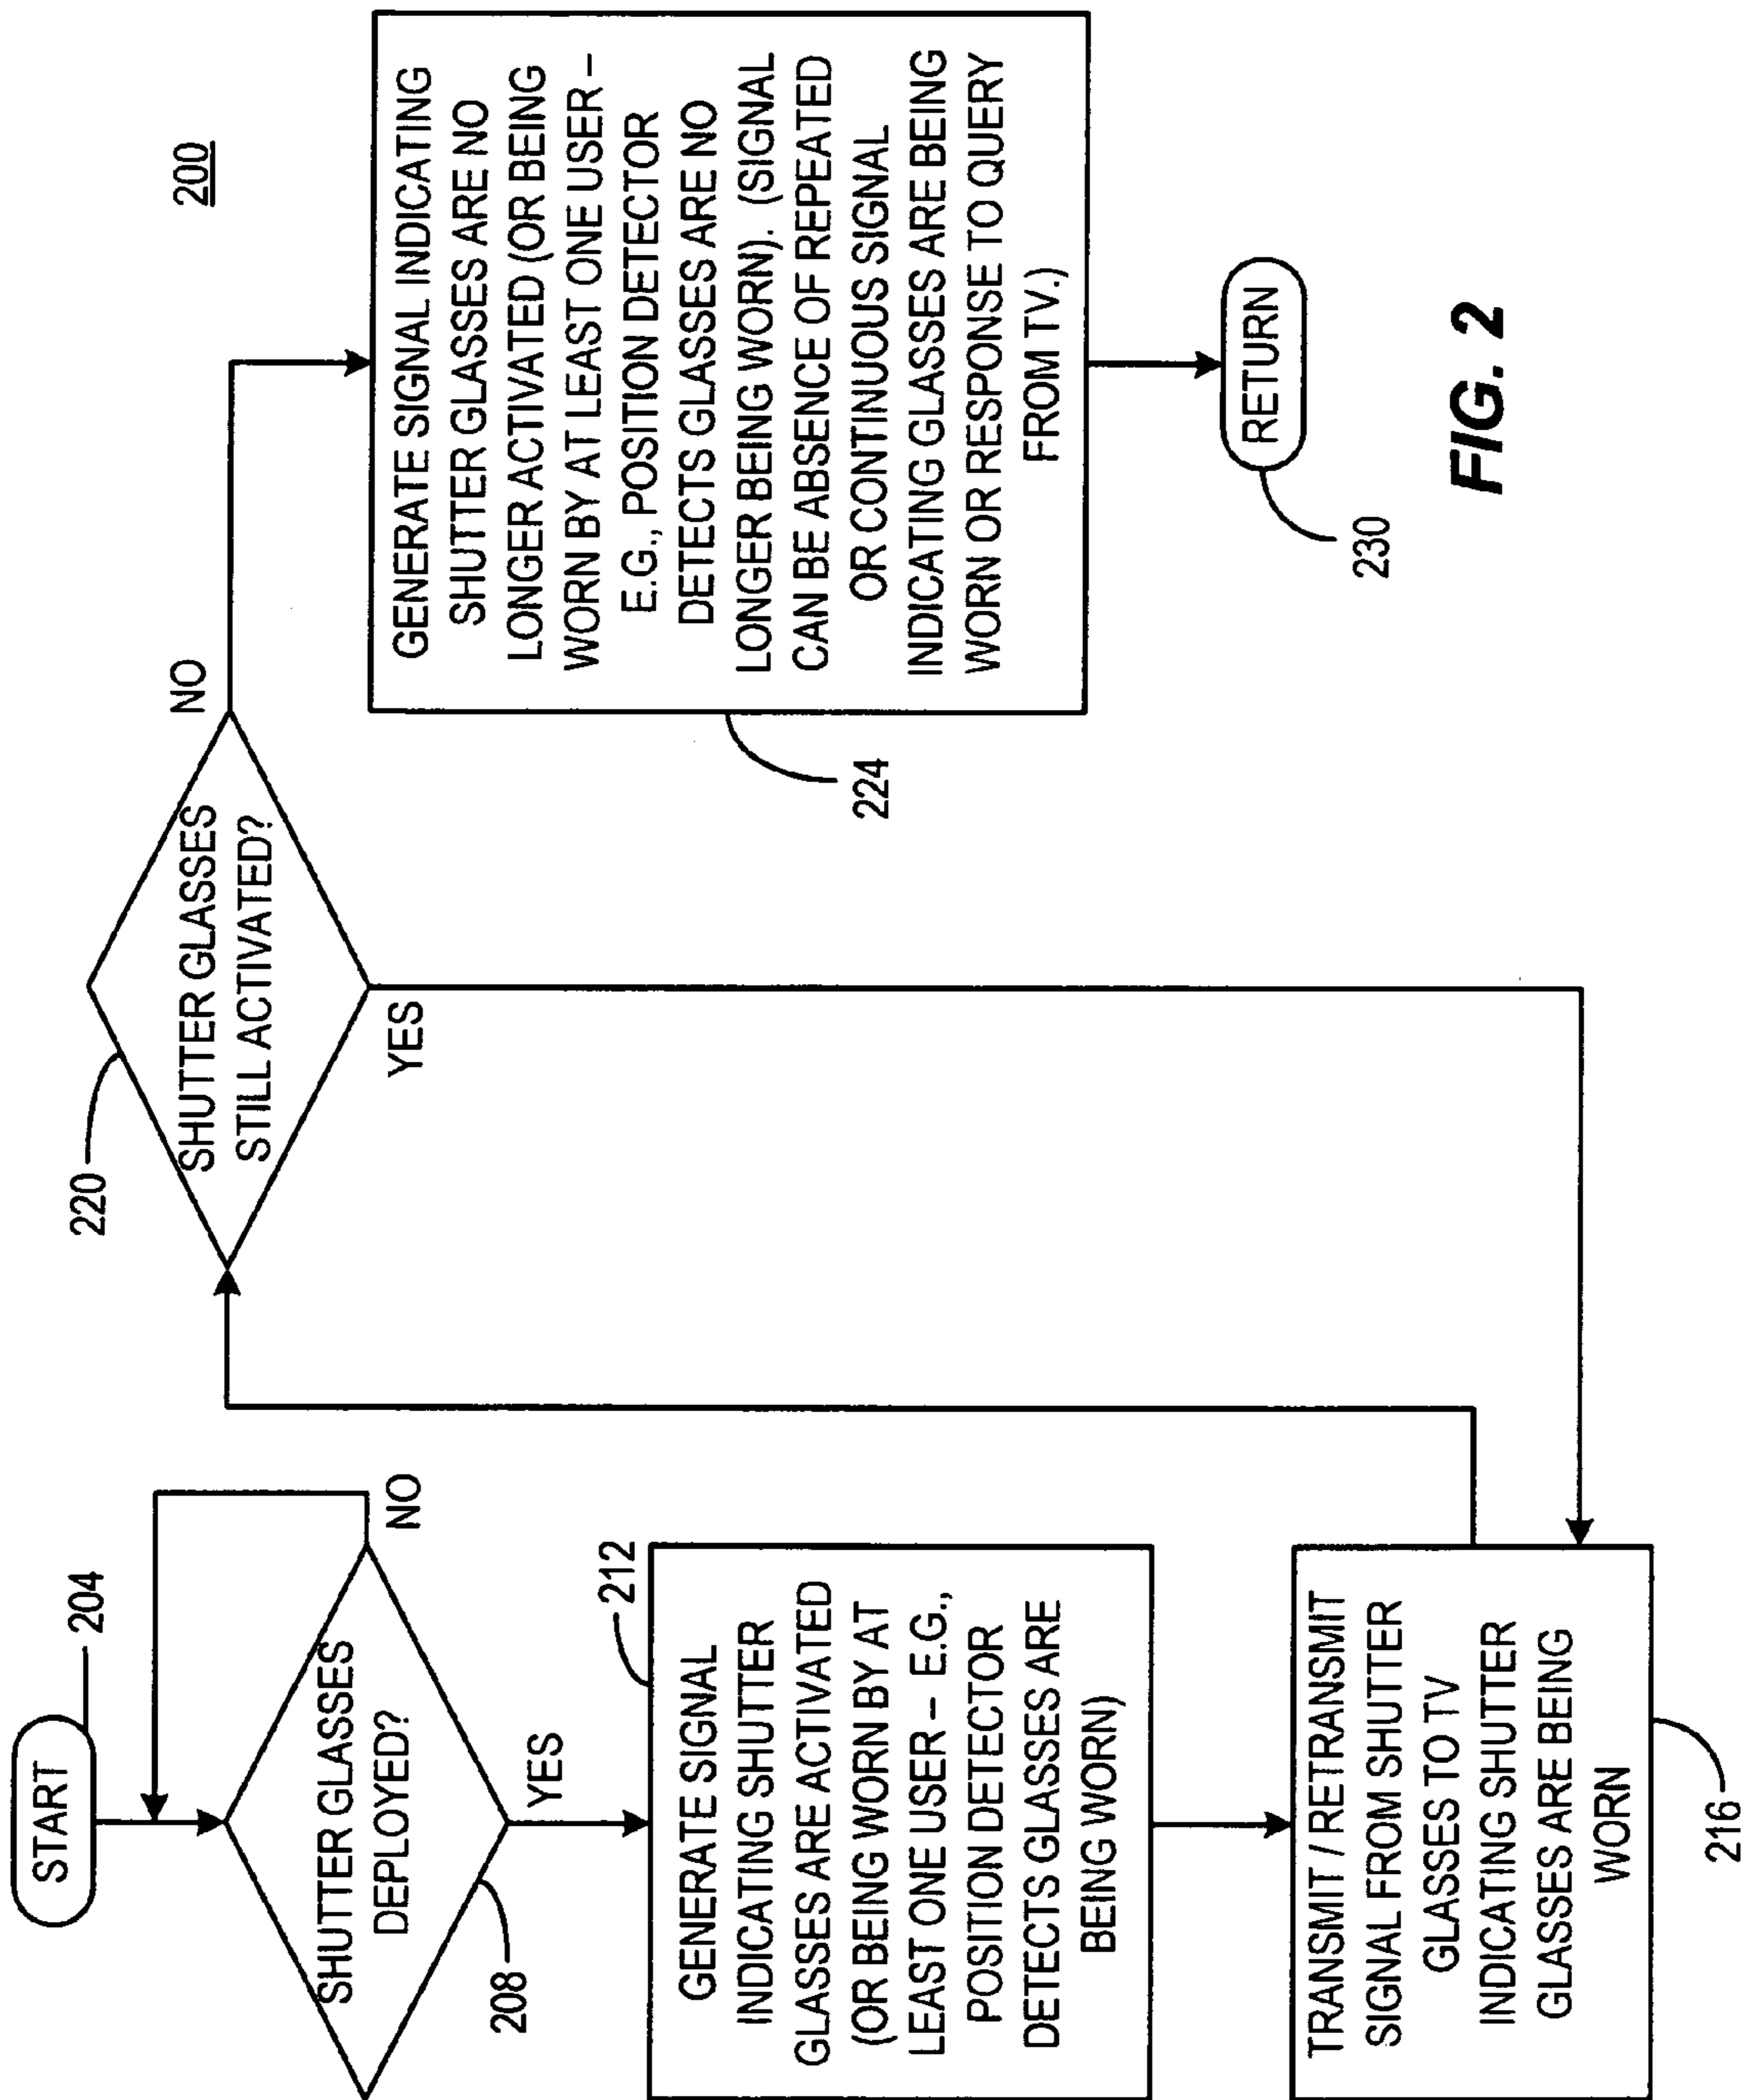 200
START
204
SHUTTER GLASSES
DEPLOYED?
NO
208
YES
GENERATE SIGNAL
INDICATING SHUTTER
GLASSES ARE ACTIVATED
(OR BEING WORN BY AT
LEAST ONE USER – E.G.,
POSITION DETECTOR
DETECTS GLASSES ARE
BEING WORN)
212
TRANSMIT / RETRANSMIT
SIGNAL FROM SHUTTER
GLASSES TO TV
INDICATING SHUTTER
GLASSES ARE BEING
WORN
216
220
SHUTTER GLASSES
STILL ACTIVATED?
NO
YES
GENERATE SIGNAL INDICATING
SHUTTER GLASSES ARE NO
LONGER ACTIVATED (OR BEING
WORN BY AT LEAST ONE USER –
E.G., POSITION DETECTOR
DETECTS GLASSES ARE NO
LONGER BEING WORN). (SIGNAL
CAN BE ABSENCE OF REPEATED
OR CONTINUOUS SIGNAL
INDICATING GLASSES ARE BEING
WORN OR RESPONSE TO QUERY
FROM TV.)
224
RETURN
230
FIG. 2